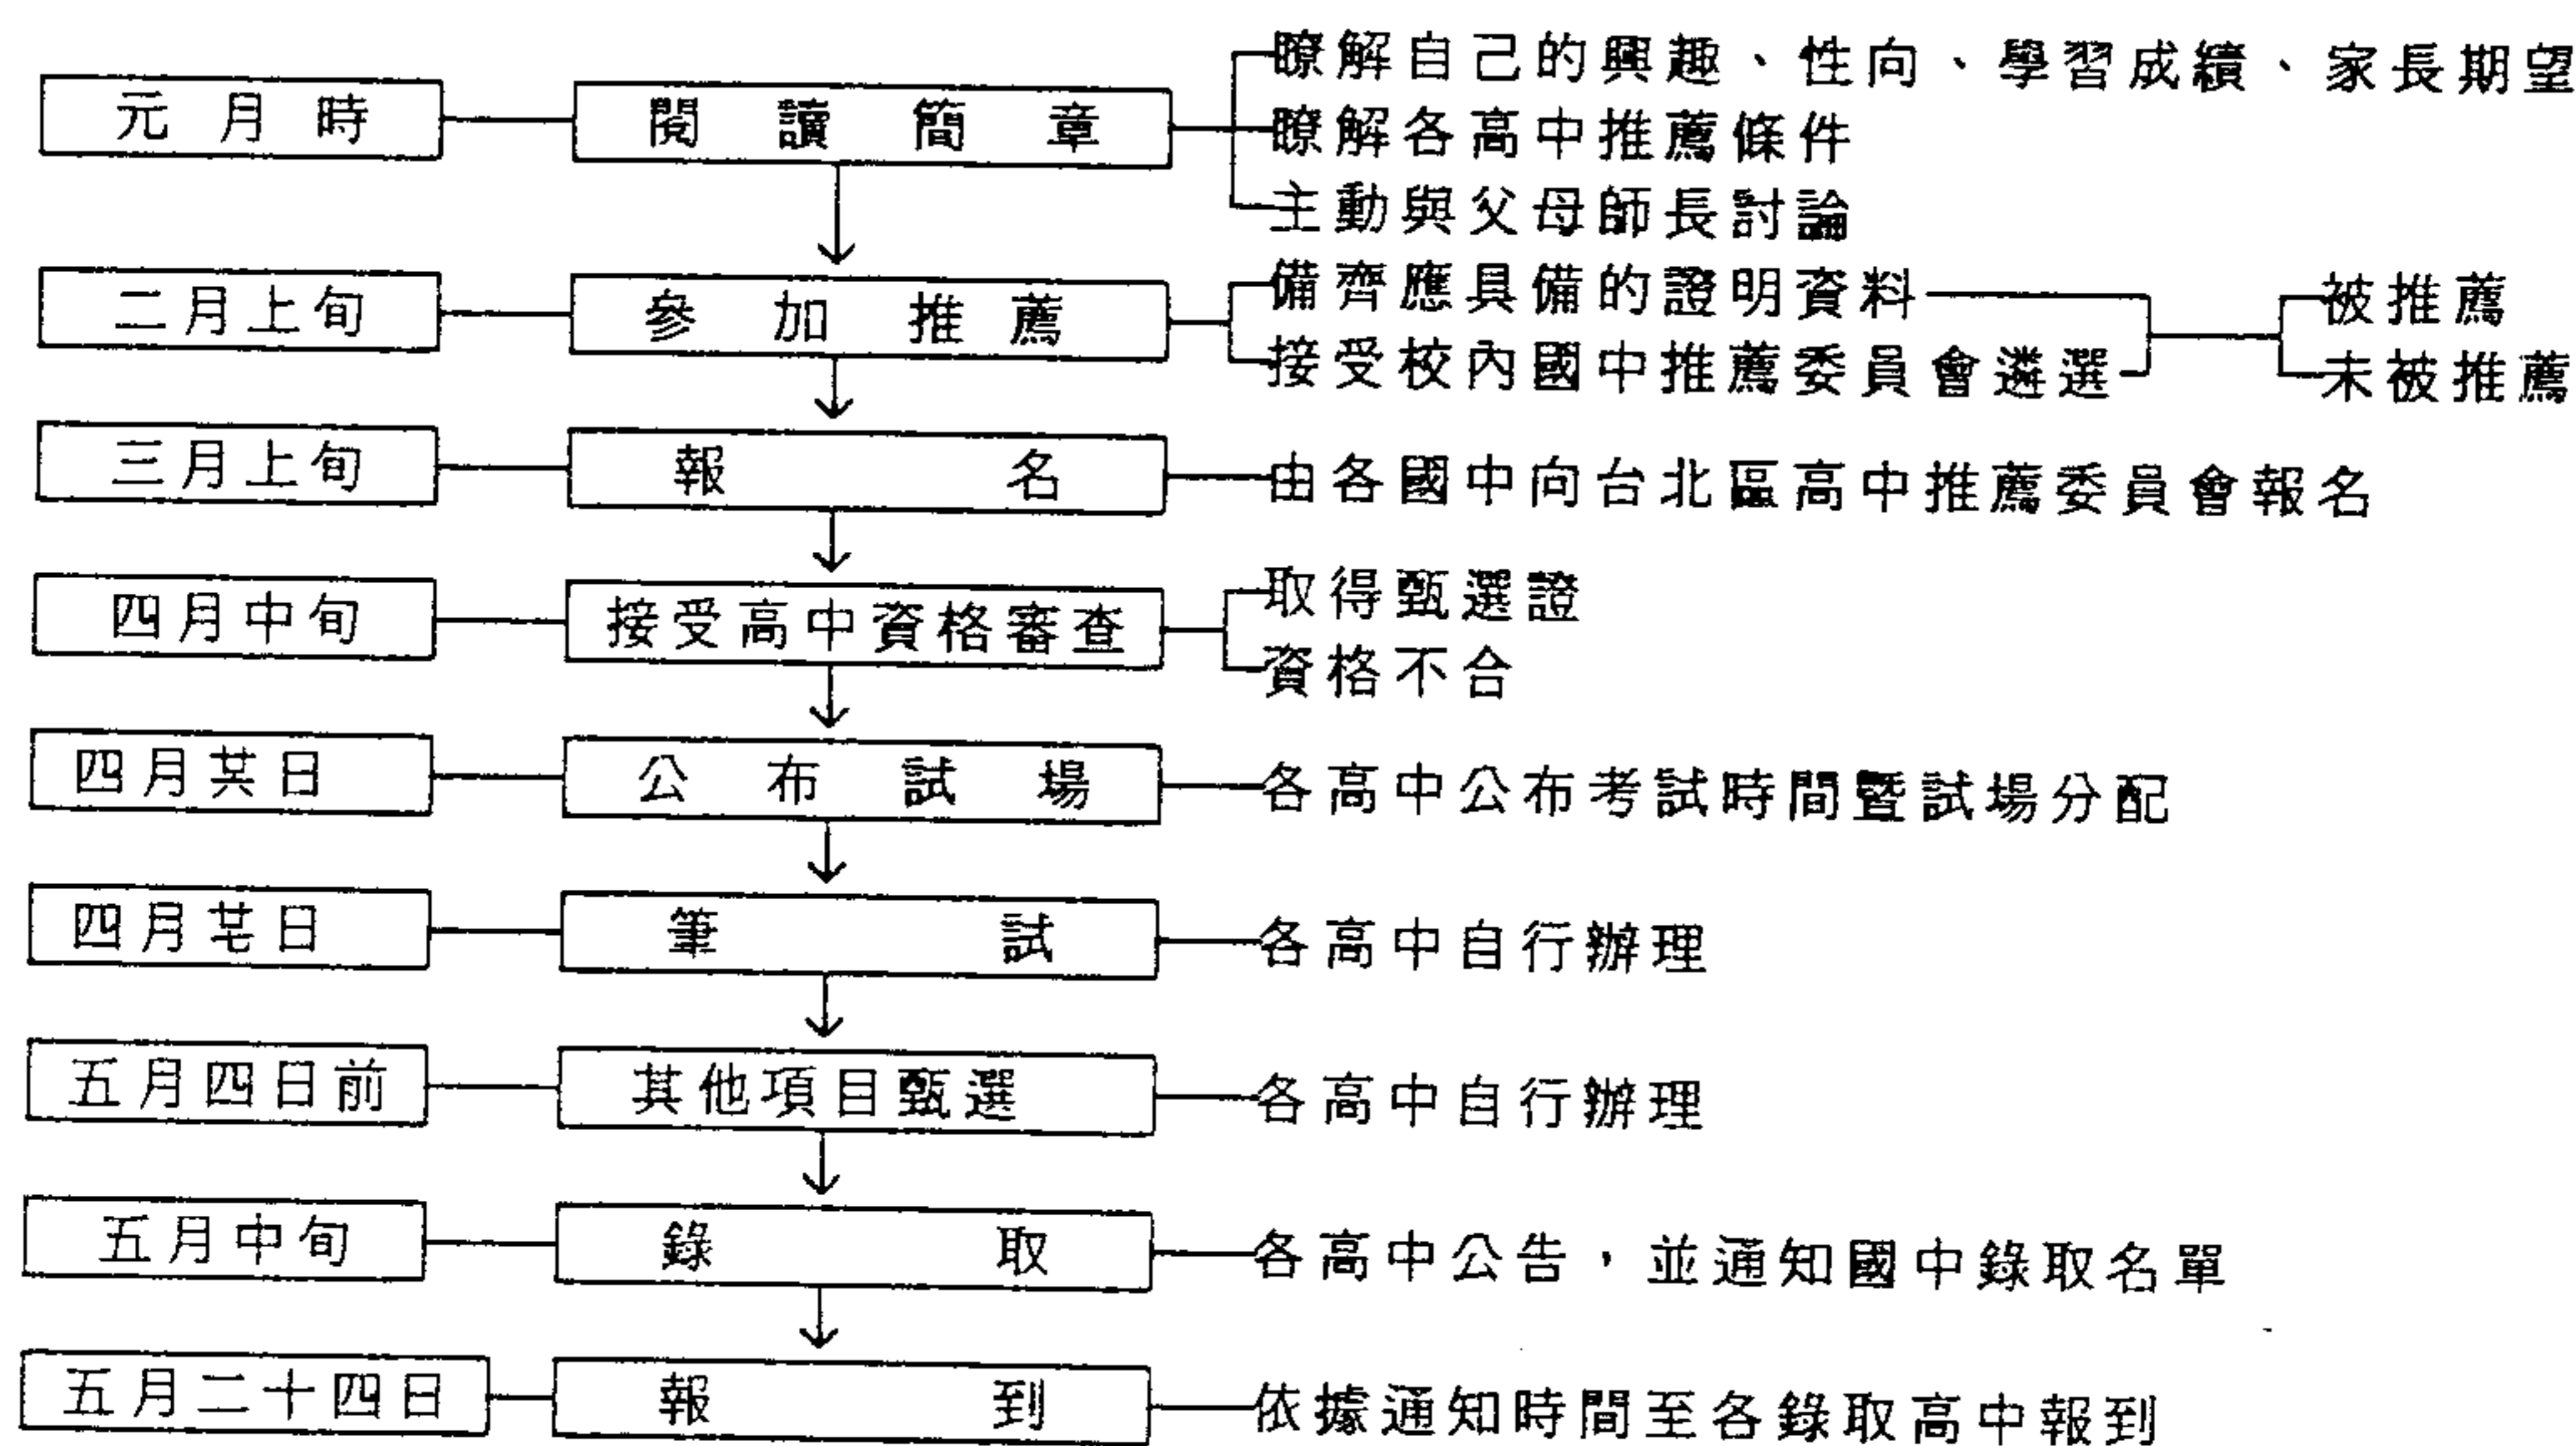 元月時 閱讀簡章
瞭解自己的興趣、性向、學習成績、家長期望
瞭解各高中推薦條件
主動與父母師長討論
二月上旬 參加推薦
備齊應具備的證明資料
接受校內國中推薦委員會遴選
被推薦
未被推薦
三月上旬 報名 由各國中向台北區高中推薦委員會報名
四月中旬 接受高中資格審查
取得甄選證
資格不合
四月廿六日 公布試場 各高中公布考試時間暨試場分配
四月廿七日 筆試 各高中自行辦理
五月四日前 其他項目甄選 各高中自行辦理
五月中旬 錄取 各高中公告，並通知國中錄取名單
五月二十四日 報到 依據通知時間至各錄取高中報到